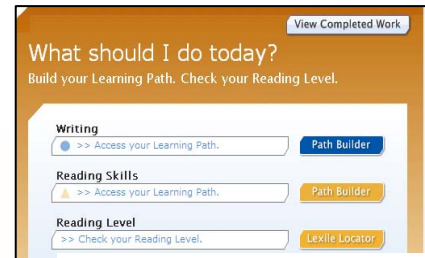 View Completed Work
What should I do today?
Build your Learning Path. Check your Reading Level.
Writing
>> Access your Learning Path. Path Builder
Reading Skills
>> Access your Learning Path. Path Builder
Reading Level
>> Check your Reading Level. Lexile Locator